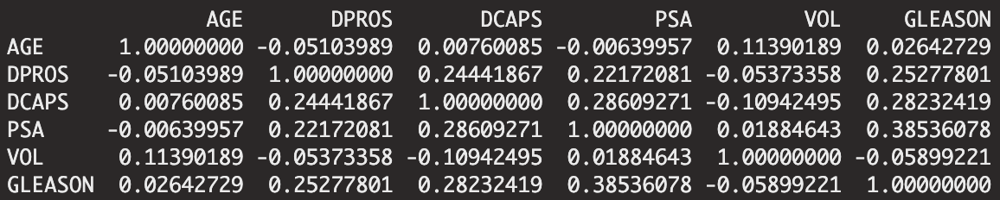 AGE DPROS DCAPS PSA VOL GLEASON
AGE 1.00000000 -0.05103989 0.00760085 -0.00639957 0.11390189 0.02642729
DPROS -0.05103989 1.00000000 0.24441867 0.22172081 -0.05373358 0.25277801
DCAPS 0.00760085 0.24441867 1.00000000 0.28609271 -0.10942495 0.28232419
PSA -0.00639957 0.22172081 0.28609271 1.00000000 0.01884643 0.38536078
VOL 0.11390189 -0.05373358 -0.10942495 0.01884643 1.00000000 -0.05899221
GLEASON 0.02642729 0.25277801 0.28232419 0.38536078 -0.05899221 1.00000000